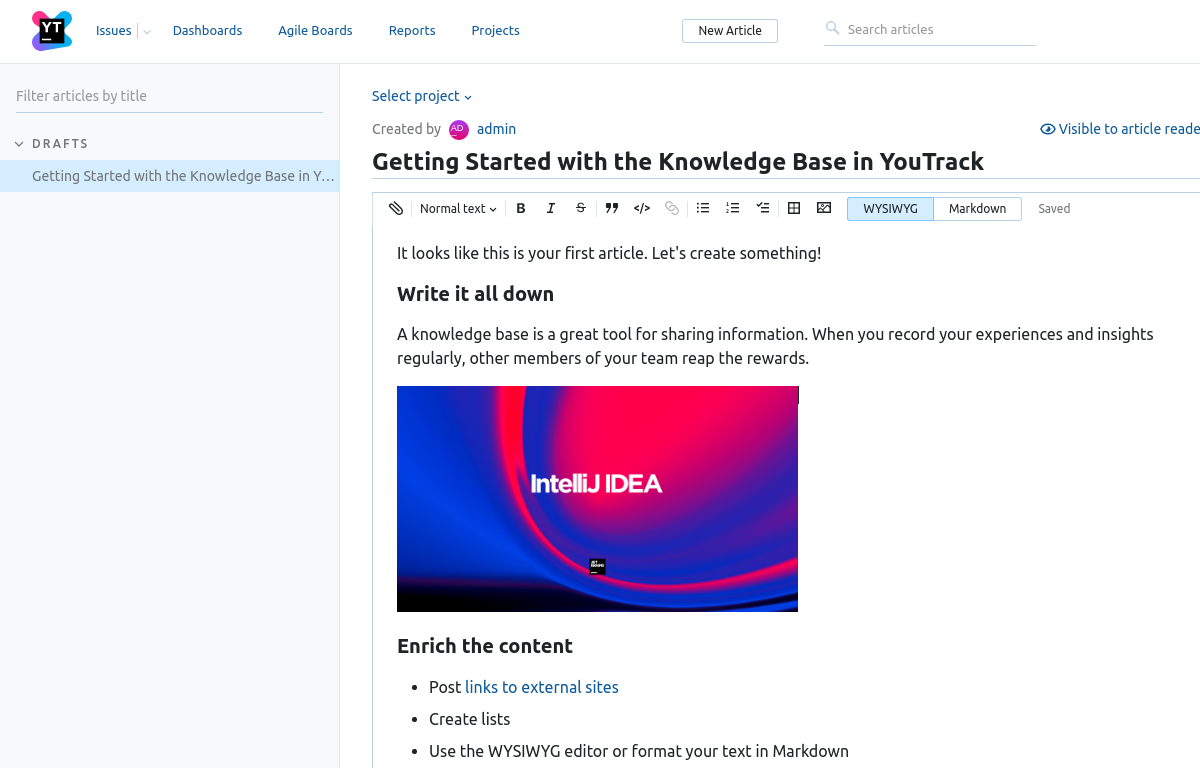 YT
Issues
Dashboards
Agile Boards
Reports
Projects
New Article
Search articles
Filter articles by title
DRAFTS
Getting Started with the Knowledge Base in Y…
Select project
Created by AD admin
Visible to article reade
Getting Started with the Knowledge Base in YouTrack
Normal text
B I S
WYSIWYG
Markdown
Saved
It looks like this is your first article. Let's create something!
Write it all down
A knowledge base is a great tool for sharing information. When you record your experiences and insights
regularly, other members of your team reap the rewards.
IntelliJ IDEA
JET
BRAINS
Enrich the content
Post links to external sites
Create lists
Use the WYSIWYG editor or format your text in Markdown